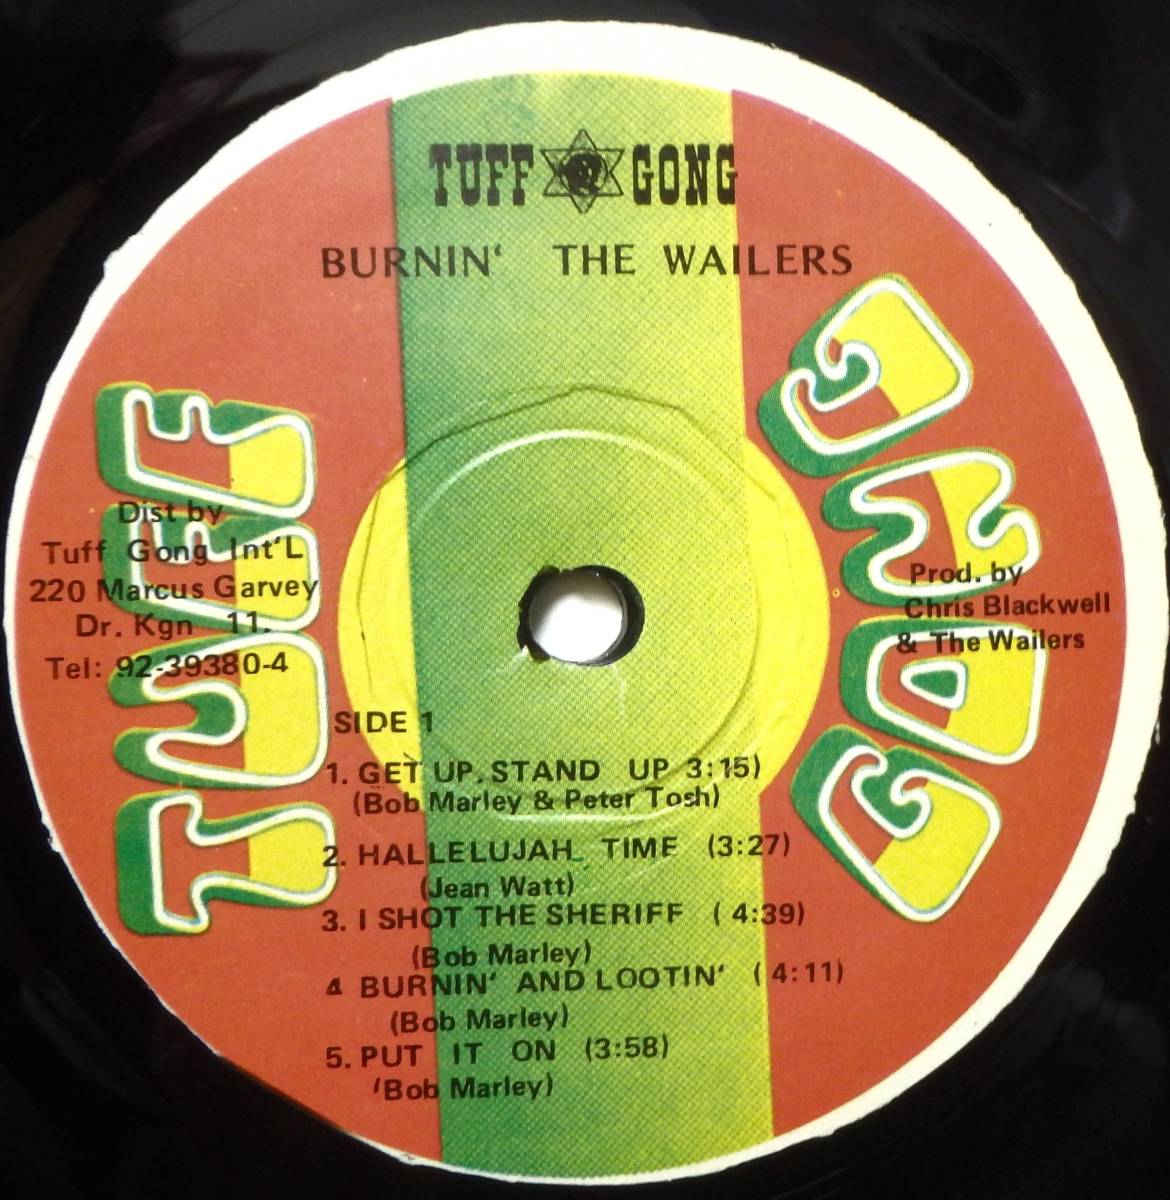 TUFF GONG
BURNIN' THE WAILERS
TUFF
GONG
Dist by
Tuff Gong Int'L
220 Marcus Garvey
Dr. Kgn 11.
Tel: 92-39380-4
Prod. by
Chris Blackwell
& The Wailers
SIDE 1
1. GET UP. STAND UP 3:15)
(Bob Marley & Peter Tosh)
2. HALLELUJAH TIME (3:27)
(Jean Watt)
3. I SHOT THE SHERIFF ( 4:39)
(Bob Marley)
4 BURNIN' AND LOOTIN' ( 4:11)
(Bob Marley)
5. PUT IT ON (3:58)
'Bob Marley)